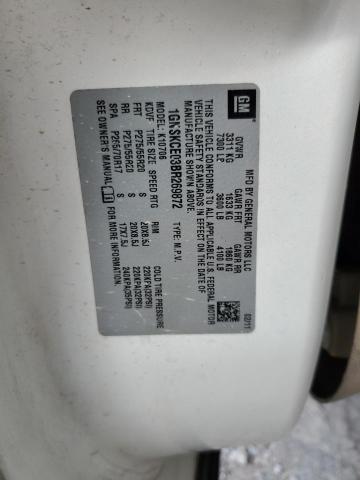 GM
MFD BY GENERAL MOTORS LLC 02/11
GVWR GAWR FRT GAWR RR
3311 KG 1633 KG 1860 KG
7300 LB 3600 LB 4100 LB
THIS VEHICLE CONFORMS TO ALL APPLICABLE U.S. FEDERAL MOTOR
VEHICLE SAFETY STANDARDS IN EFFECT ON THE DATE OF
MANUFACTURE SHOWN ABOVE.
1GKSKCE03BR269872 TYPE: M.P.V.
MODEL: K10706
KDVF TIRE SIZE SPEED RTG RIM COLD TIRE PRESSURE
FRT P275/55R20 S 20X8.5J 220KPA(32PSI)
RR P275/55R20 S 20X8.5J 220KPA(32PSI)
SPA P265/70R17 S 17X7.5J 240KPA(35PSI)
SEE OWNER'S MANUAL FOR MORE INFORMATION.